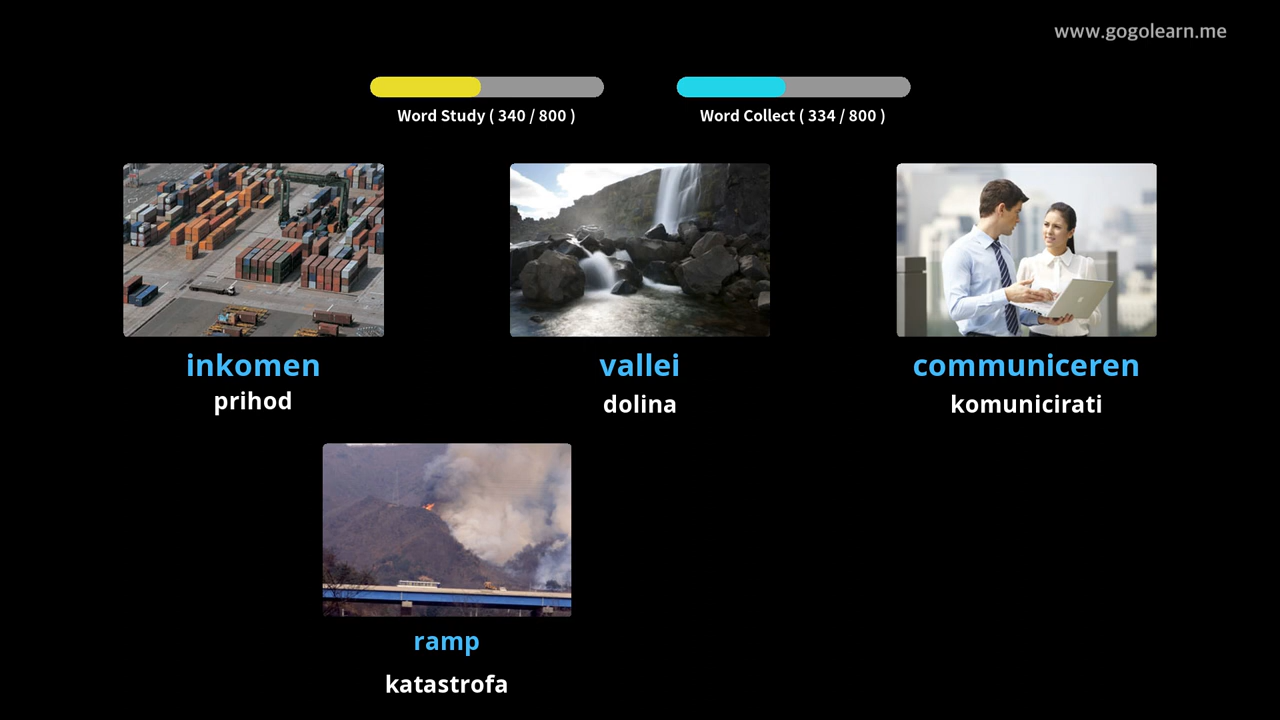 www.gogolearn.me
Word Study ( 340 / 800 )
Word Collect ( 334 / 800 )
inkomen
prihod
vallei
dolina
communiceren
komunicirati
ramp
katastrofa